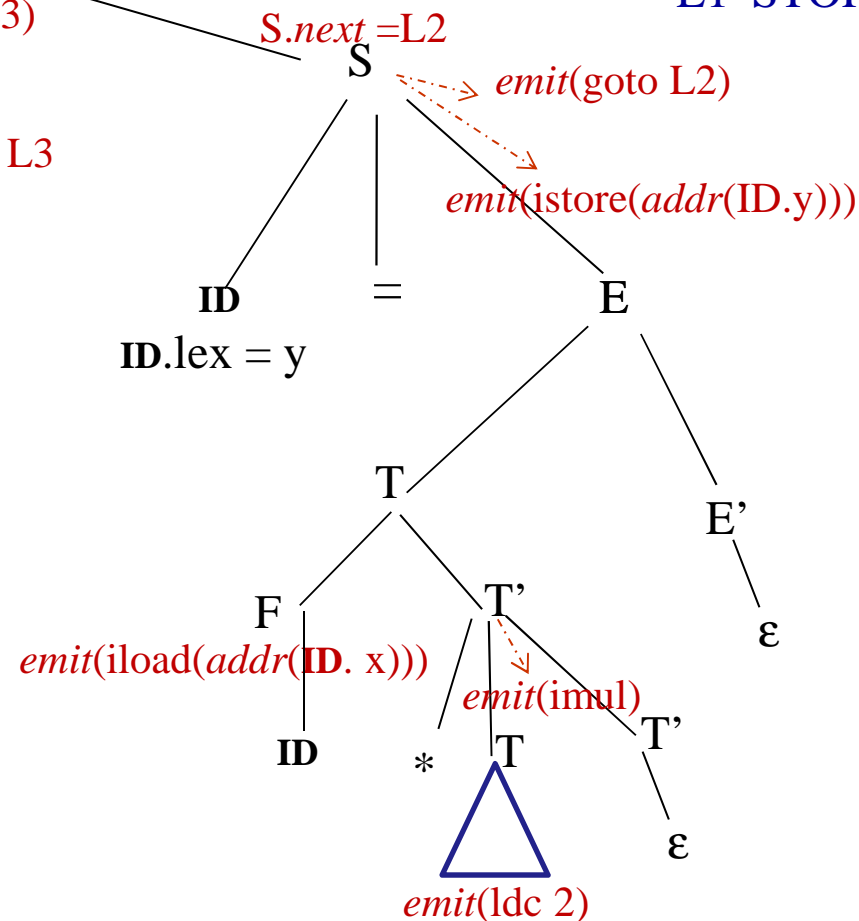 3)
S.next =L2
S
emit(goto L2)
L3
emit(istore(addr(ID.y)))
ID
=
E
ID.lex = y
T
E’
F
T’
ε
emit(iload(addr(ID. x)))
emit(imul)
ID
*
T
T’
ε
emit(ldc 2)